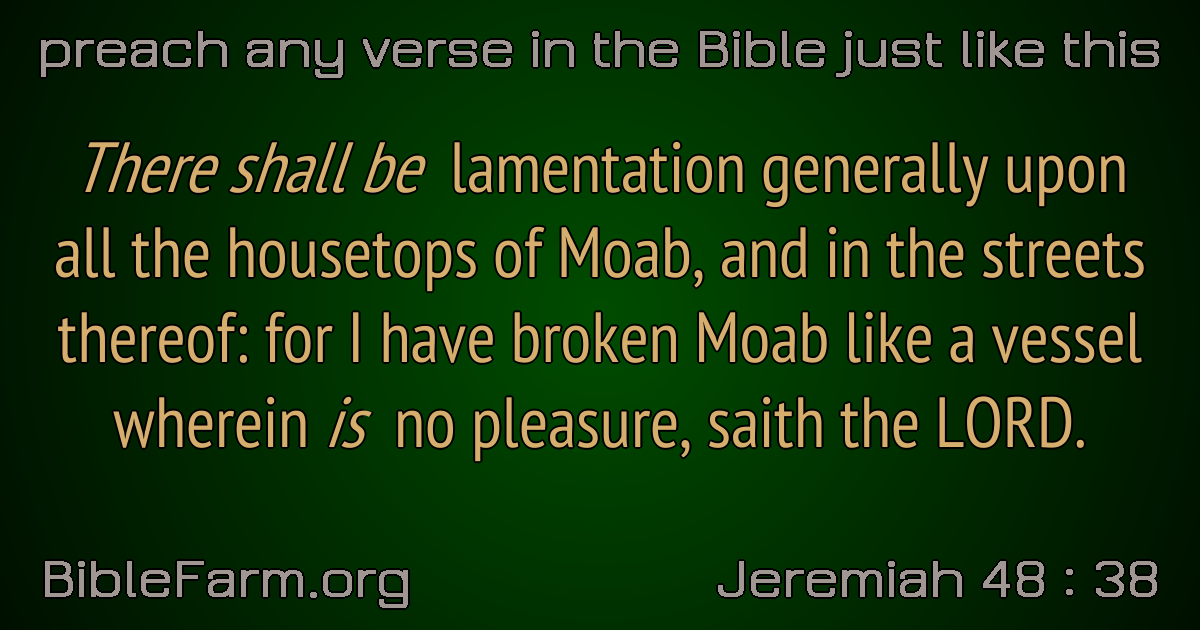 preach any verse in the Bible just like this
There shall be lamentation generally upon
all the housetops of Moab, and in the streets
thereof: for I have broken Moab like a vessel
wherein is no pleasure, saith the LORD.
BibleFarm.org
Jeremiah 48 : 38